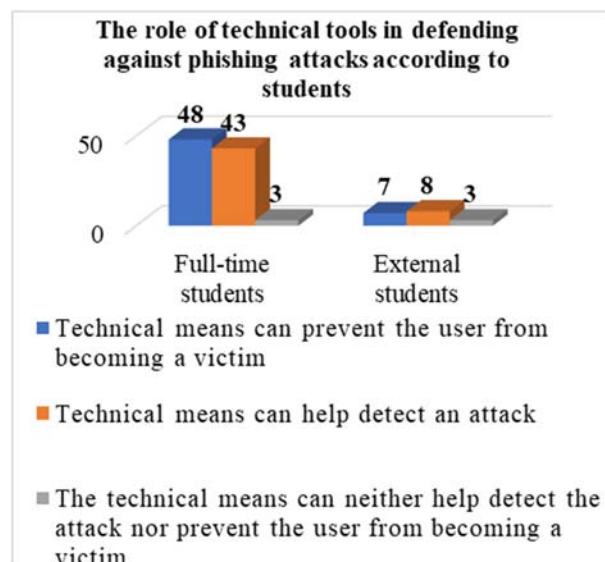 The role of technical tools in defending
against phishing attacks according to
students
48 43
3
7 8 3
50
0
Full-time
students
External
students
Technical means can prevent the user from
becoming a victim
Technical means can help detect an attack
The technical means can neither help detect the
attack nor prevent the user from becoming a
victim